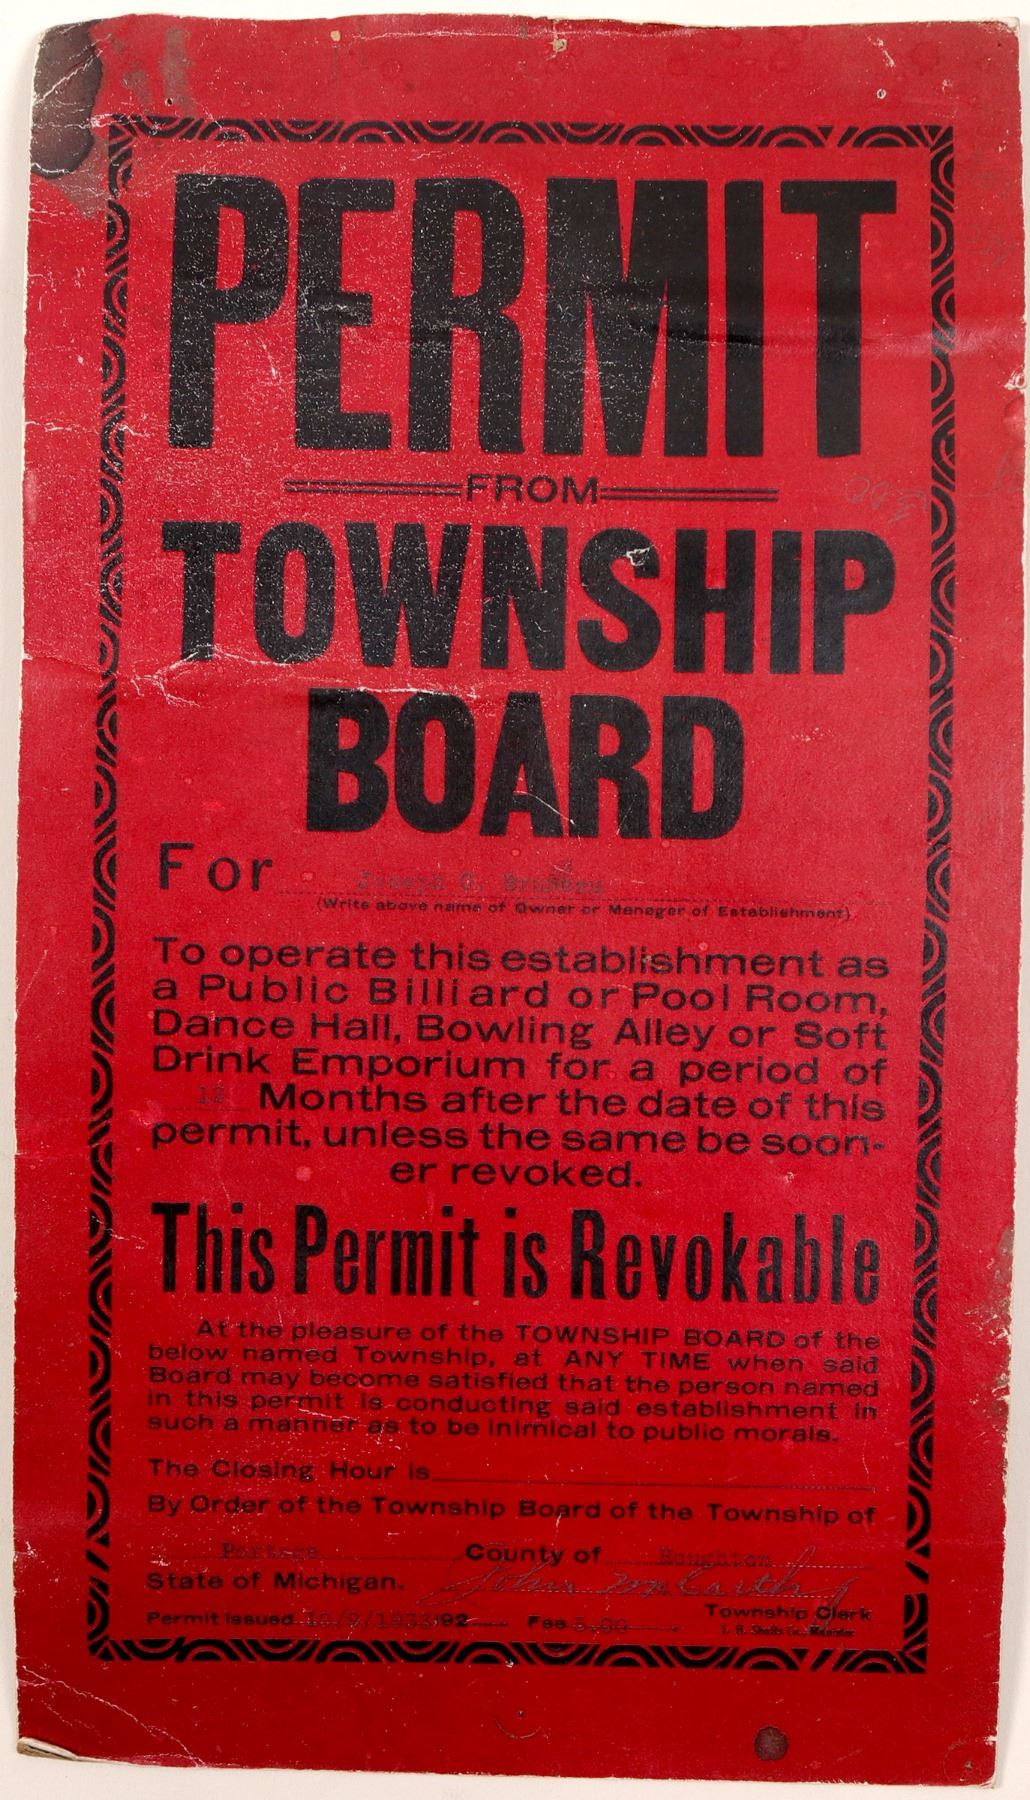 PERMIT
FROM
TOWNSHIP
BOARD
For Joseph O. Bruneau
(Write above name of Owner or Manager of Establishment)
To operate this establishment as
a Public Billiard or Pool Room,
Dance Hall, Bowling Alley or Soft
Drink Emporium for a period of
12 Months after the date of this
permit, unless the same be soon-
er revoked.
This Permit is Revokable
At the pleasure of the TOWNSHIP BOARD of the
below named Township, at ANY TIME when said
Board may become satisfied that the person named
in this permit is conducting said establishment in
such a manner as to be inimical to public morals.
The Closing Hour is
By Order of the Township Board of the Township of
Portage County of Houghton
State of Michigan. John McCarthy
Township Clerk
Permit issued 10/9/1933 192 Fee 5.00